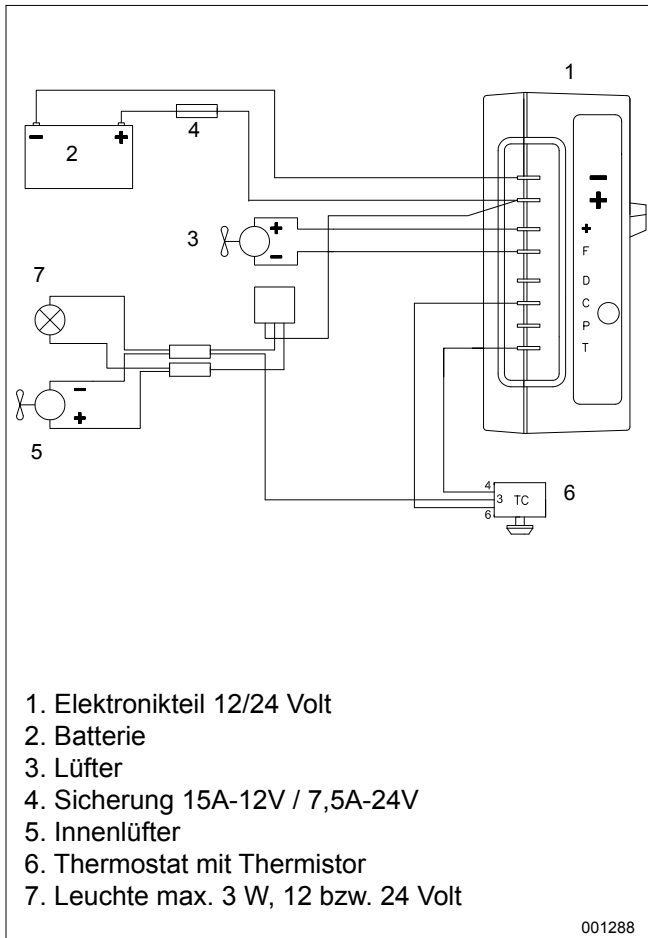 1
4
− +
2
−
+
+
3
−
F
7
D
C
P
T
−
+
5
4
3 TC
6
6
1. Elektronikteil 12/24 Volt
2. Batterie
3. Lüfter
4. Sicherung 15A-12V / 7,5A-24V
5. Innenlüfter
6. Thermostat mit Thermistor
7. Leuchte max. 3 W, 12 bzw. 24 Volt
001288